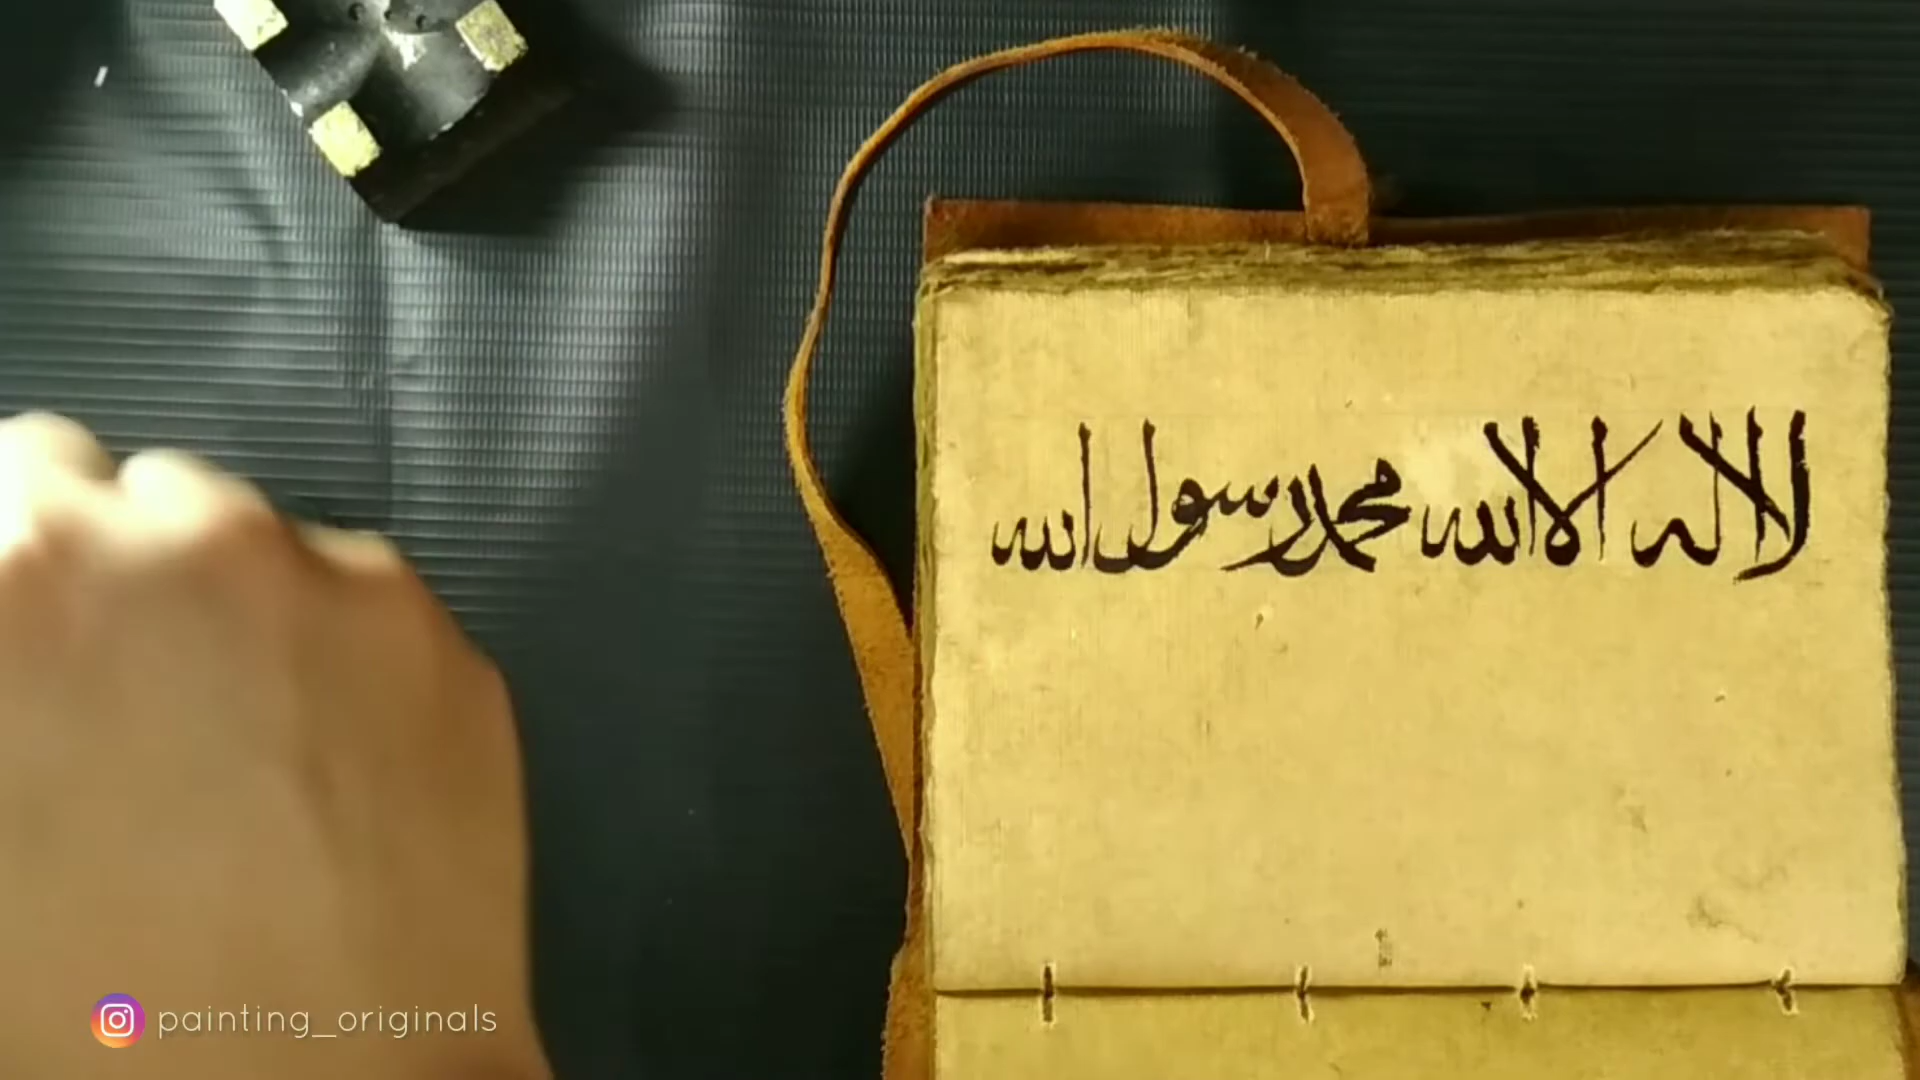 لا اله الا الله محمد رسول الله
painting_originals